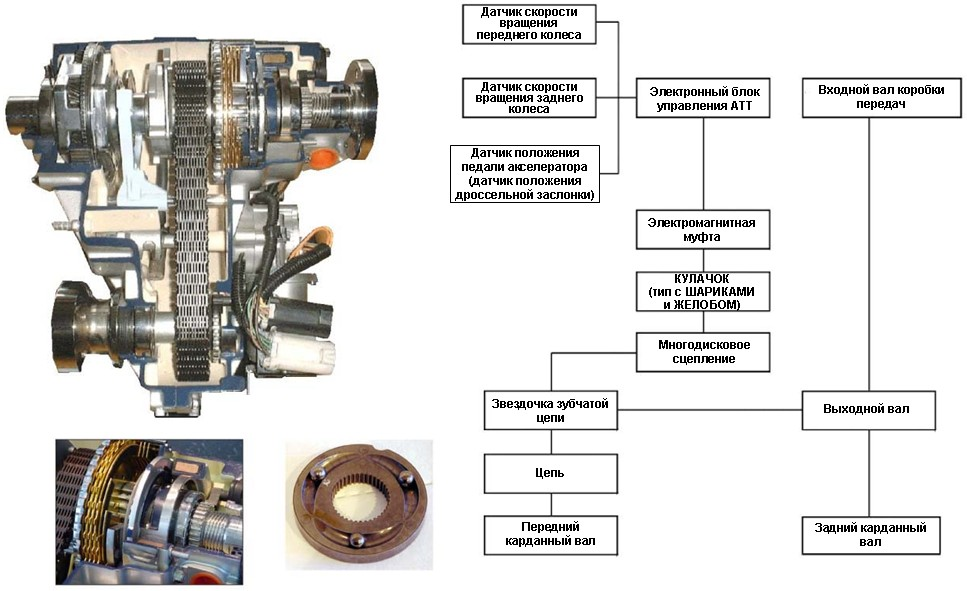 Датчик скорости
вращения
переднего колеса
Датчик скорости
вращения заднего
колеса
Датчик положения
педали акселератора
(датчик положения
дроссельной заслонки)
Электронный блок
управления АТТ
Входной вал коробки
передач
Электромагнитная
муфта
КУЛАЧОК
(тип с ШАРИКАМИ
и ЖЕЛОБОМ)
Многодисковое
сцепление
Звездочка зубчатой
цепи
Выходной вал
Цепь
Передний
карданный вал
Задний карданный
вал